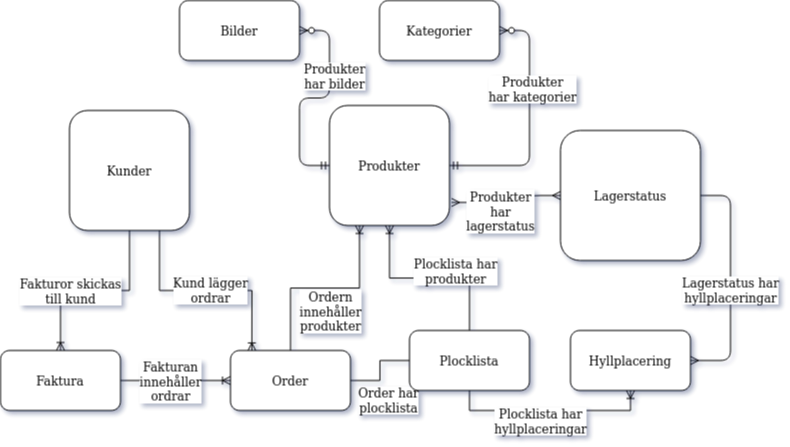 Bilder
Kategorier
Produkter
har bilder
Produkter
har kategorier
Kunder
Produkter
Lagerstatus
Produkter
har
lagerstatus
Plocklista har
produkter
Fakturor skickas
till kund
Kund lägger
ordrar
Lagerstatus har
hyllplaceringar
Ordern
innehåller
produkter
Faktura
Fakturan
innehåller
ordrar
Order
Plocklista
Hyllplacering
Order har
plocklista
Plocklista har
hyllplaceringar